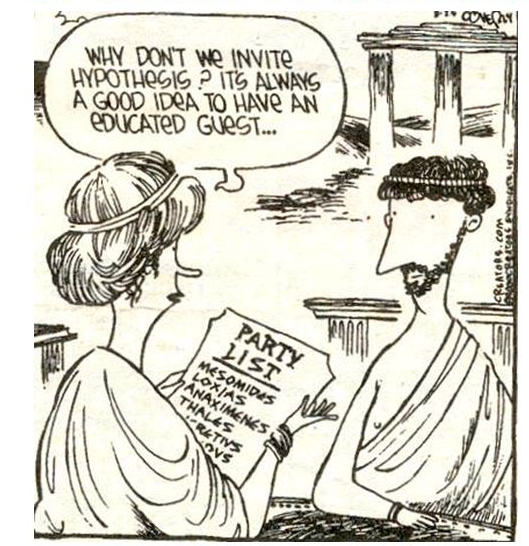 WHY DON'T WE INVITE
HYPOTHESIS? IT'S ALWAYS
A GOOD IDEA TO HAVE AN
EDUCATED GUEST...
PARTY
LIST
MESOMIDES
LOXIAS
ANAXIMENES
THALES
CREATORS.COM